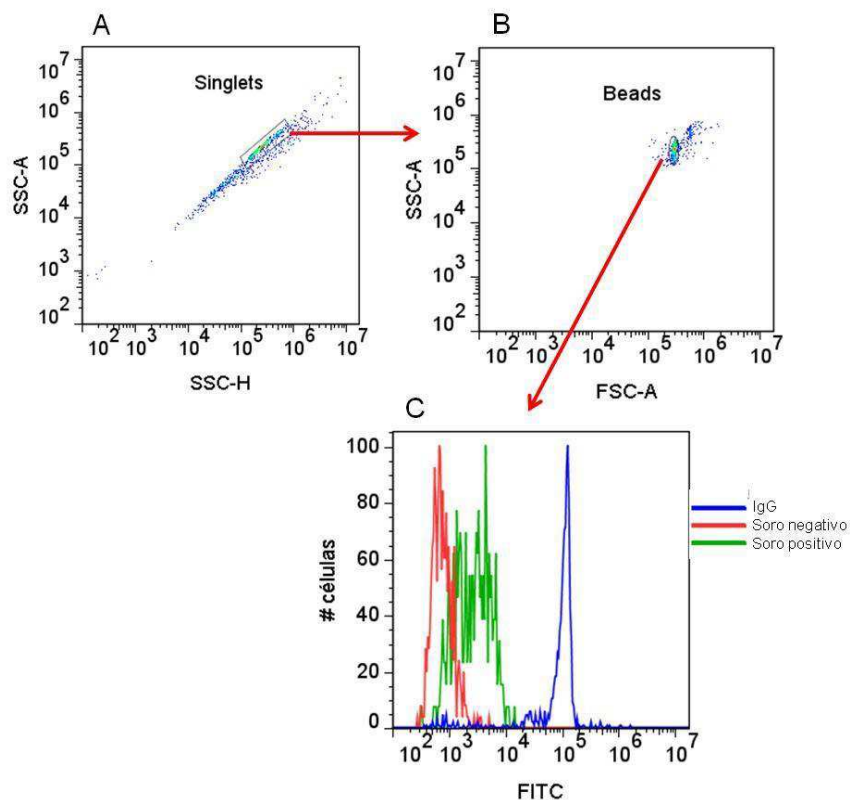 A
Singlets
SSC-A
10^7
10^6
10^5
10^4
10^3
10^2
10^2 10^3 10^4 10^5 10^6 10^7
SSC-H
B
Beads
SSC-A
10^7
10^6
10^5
10^4
10^3
10^2
10^2 10^3 10^4 10^5 10^6 10^7
FSC-A
C
# células
100
80
60
40
20
0
10^2 10^3 10^4 10^5 10^6 10^7
FITC
IgG
Soro negativo
Soro positivo